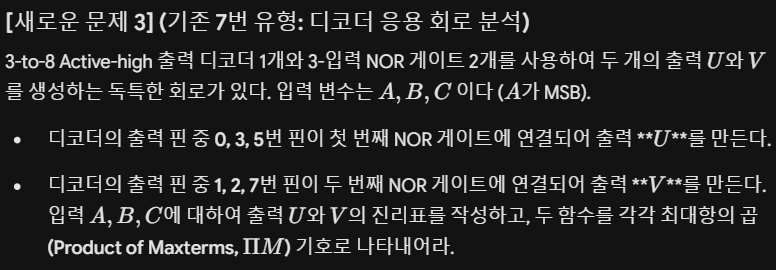 [새로운 문제 3] (기존 7번 유형: 디코더 응용 회로 분석)
3-to-8 Active-high 출력 디코더 1개와 3-입력 NOR 게이트 2개를 사용하여 두 개의 출력 U와 V
를 생성하는 독특한 회로가 있다. 입력 변수는 A, B, C 이다 (A가 MSB).
• 디코더의 출력 핀 중 0, 3, 5번 핀이 첫 번째 NOR 게이트에 연결되어 출력 **U**를 만든다.
• 디코더의 출력 핀 중 1, 2, 7번 핀이 두 번째 NOR 게이트에 연결되어 출력 **V**를 만든다.
입력 A, B, C에 대하여 출력 U와 V의 진리표를 작성하고, 두 함수를 각각 최대항의 곱
(Product of Maxterms, ΠM) 기호로 나타내어라.